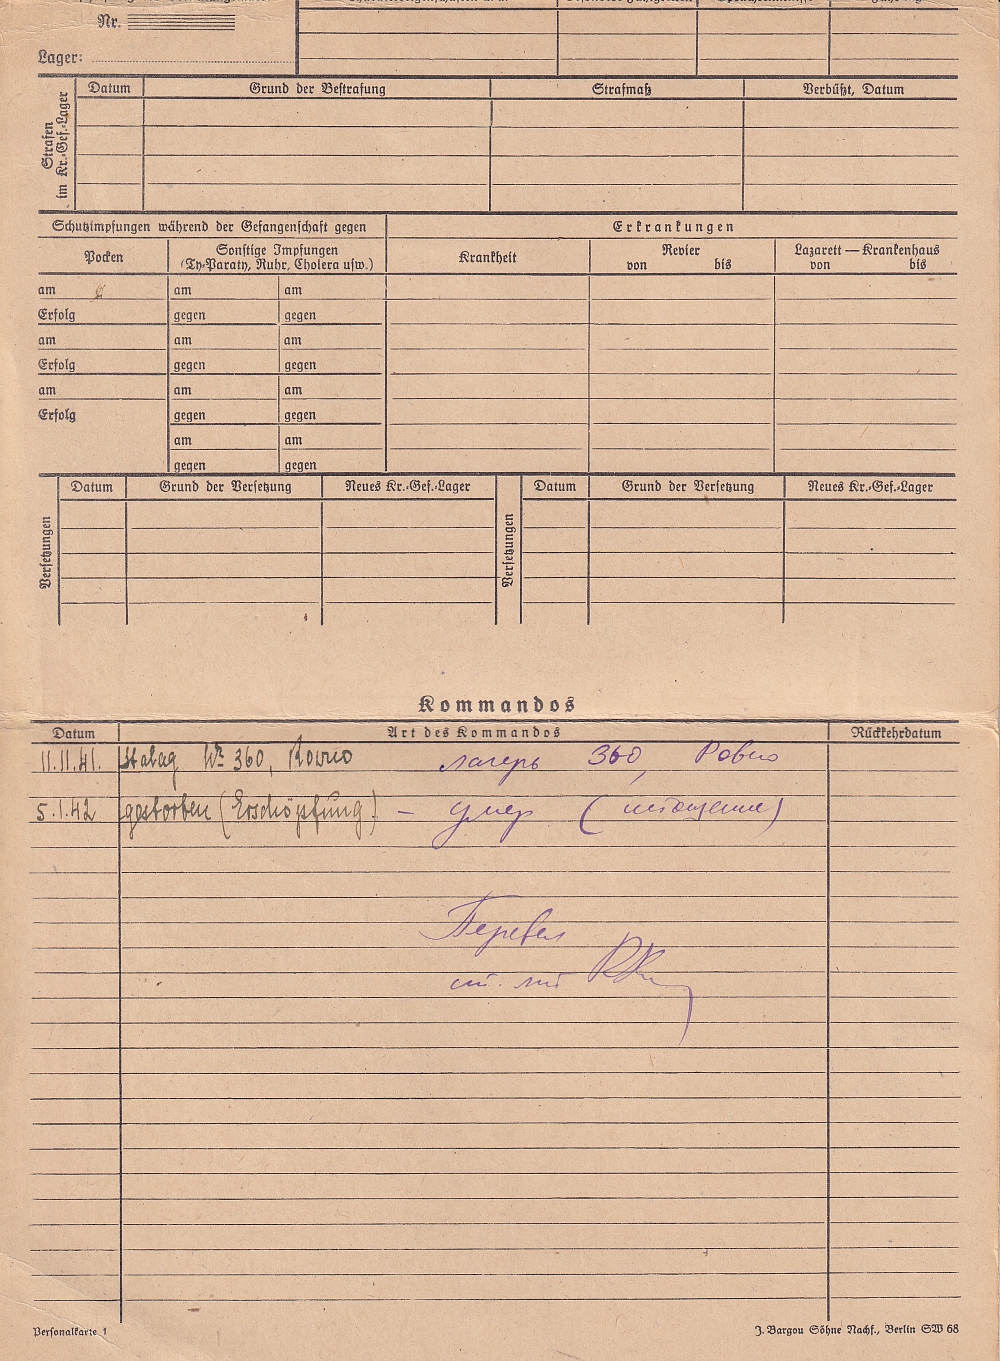 Nr.
Lager:
Strafen im Kr.-Gef.-Lager
Datum Grund der Bestrafung Strafmaß Verbüßt, Datum
Schutzimpfungen während der Gefangenschaft gegen Erkrankungen
Pocken Sonstige Impfungen Krankheit Revier Lazarett — Krankenhaus
(Ty-Paraty, Ruhr, Cholera usw.) von bis von bis
am am am
Erfolg gegen gegen
am am am
Erfolg gegen gegen
am am am
Erfolg gegen gegen
am am
gegen gegen
Versetzungen Datum Grund der Versetzung Neues Kr.-Gef.-Lager Versetzungen Datum Grund der Versetzung Neues Kr.-Gef.-Lager
Kommandos
Datum Art des Kommandos Rückkehrdatum
11.11.41. Stalag Nr 360, Rovno лагерь 360, Ровно
5.1.42 gestorben (Erschöpfung) – умер (истощение)
Перевел
Personalkarte 1 J. Bargou Söhne Nachf., Berlin SW 68